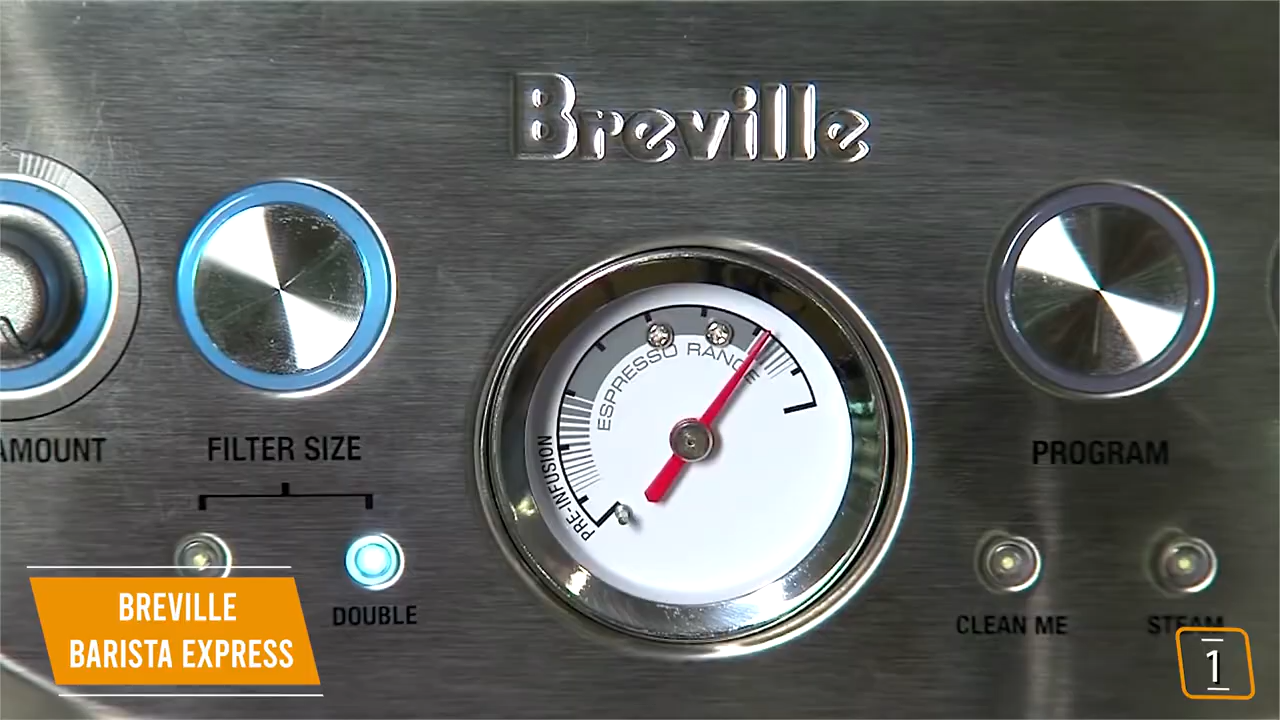 Breville
AMOUNT
FILTER SIZE
ESPRESSO RANGE
PRE-INFUSION
PROGRAM
DOUBLE
CLEAN ME
STEAM
BREVILLE
BARISTA EXPRESS
1